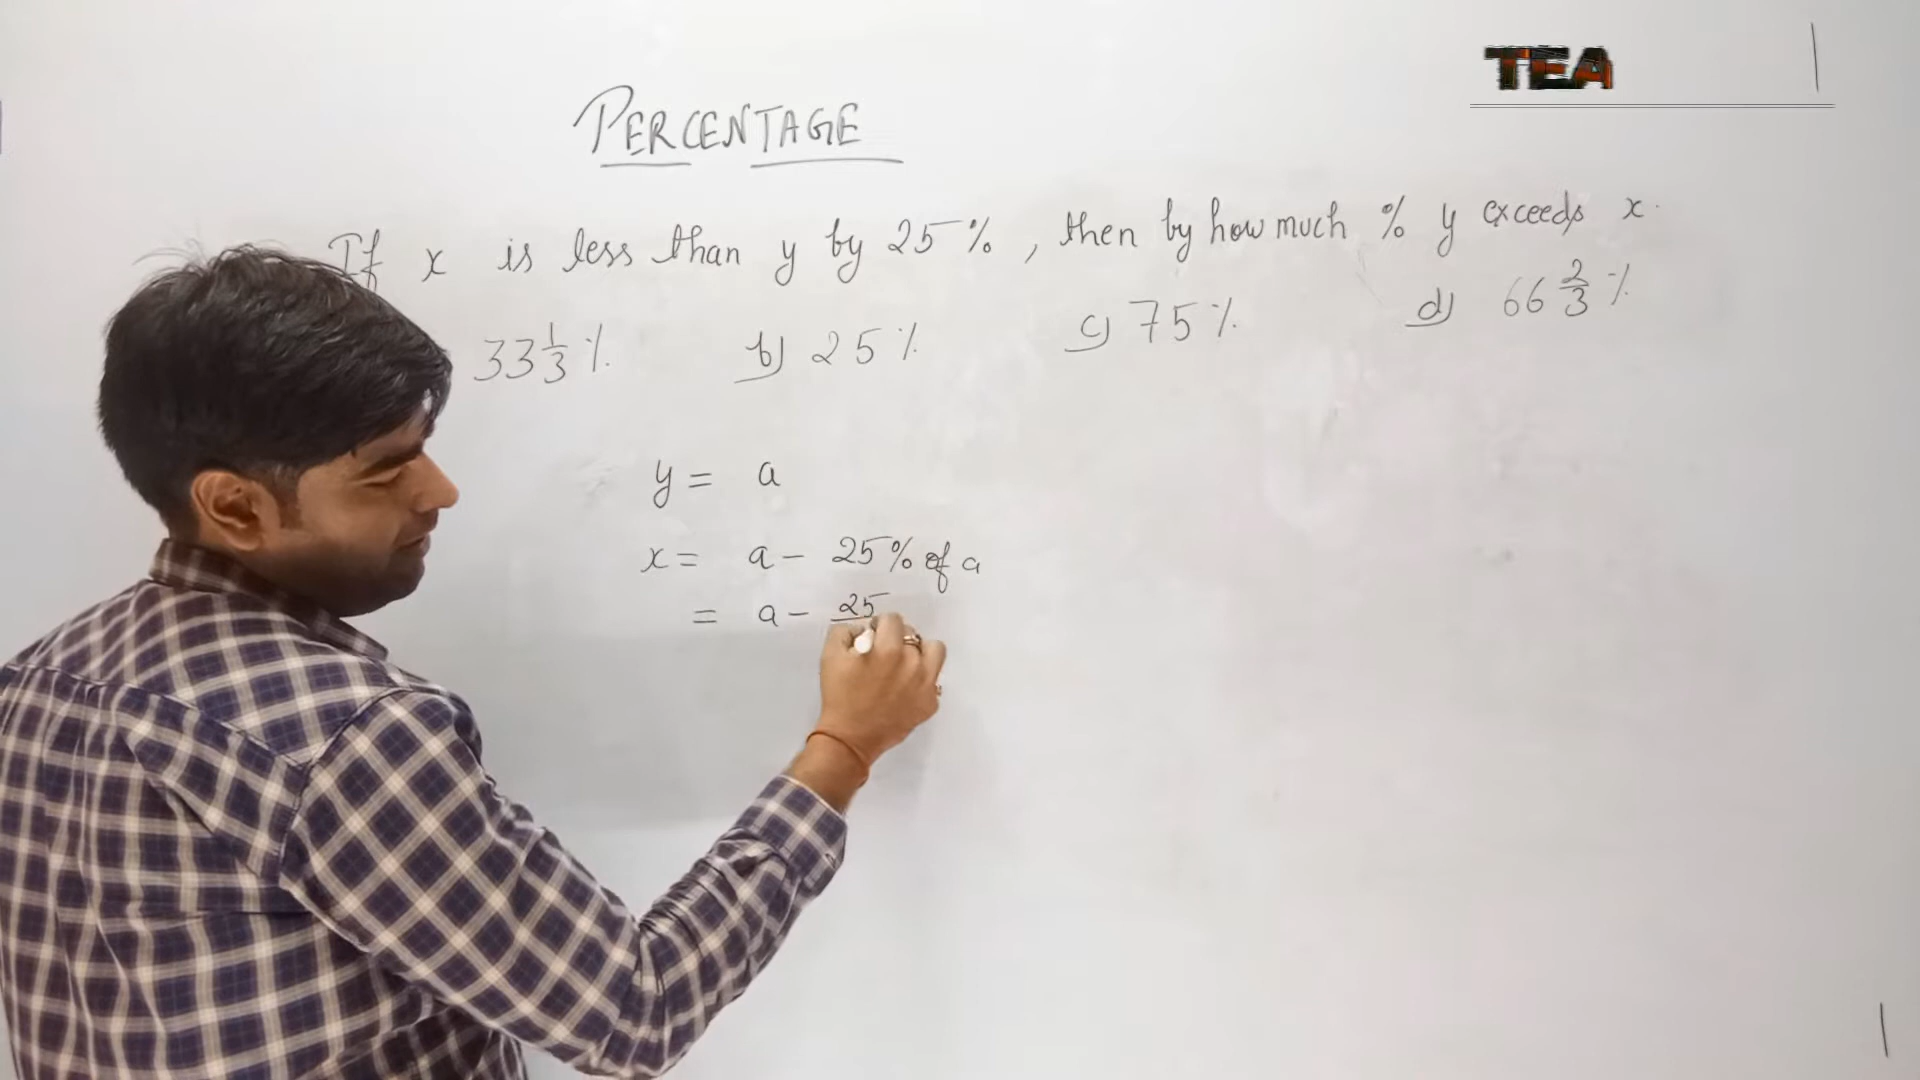 TEA
PERCENTAGE
If x is less than y by 25%, then by how much % y exceeds x.
33 1/3 % b) 25% c) 75% d) 66 2/3 %
y = a
x = a - 25% of a
= a - 25